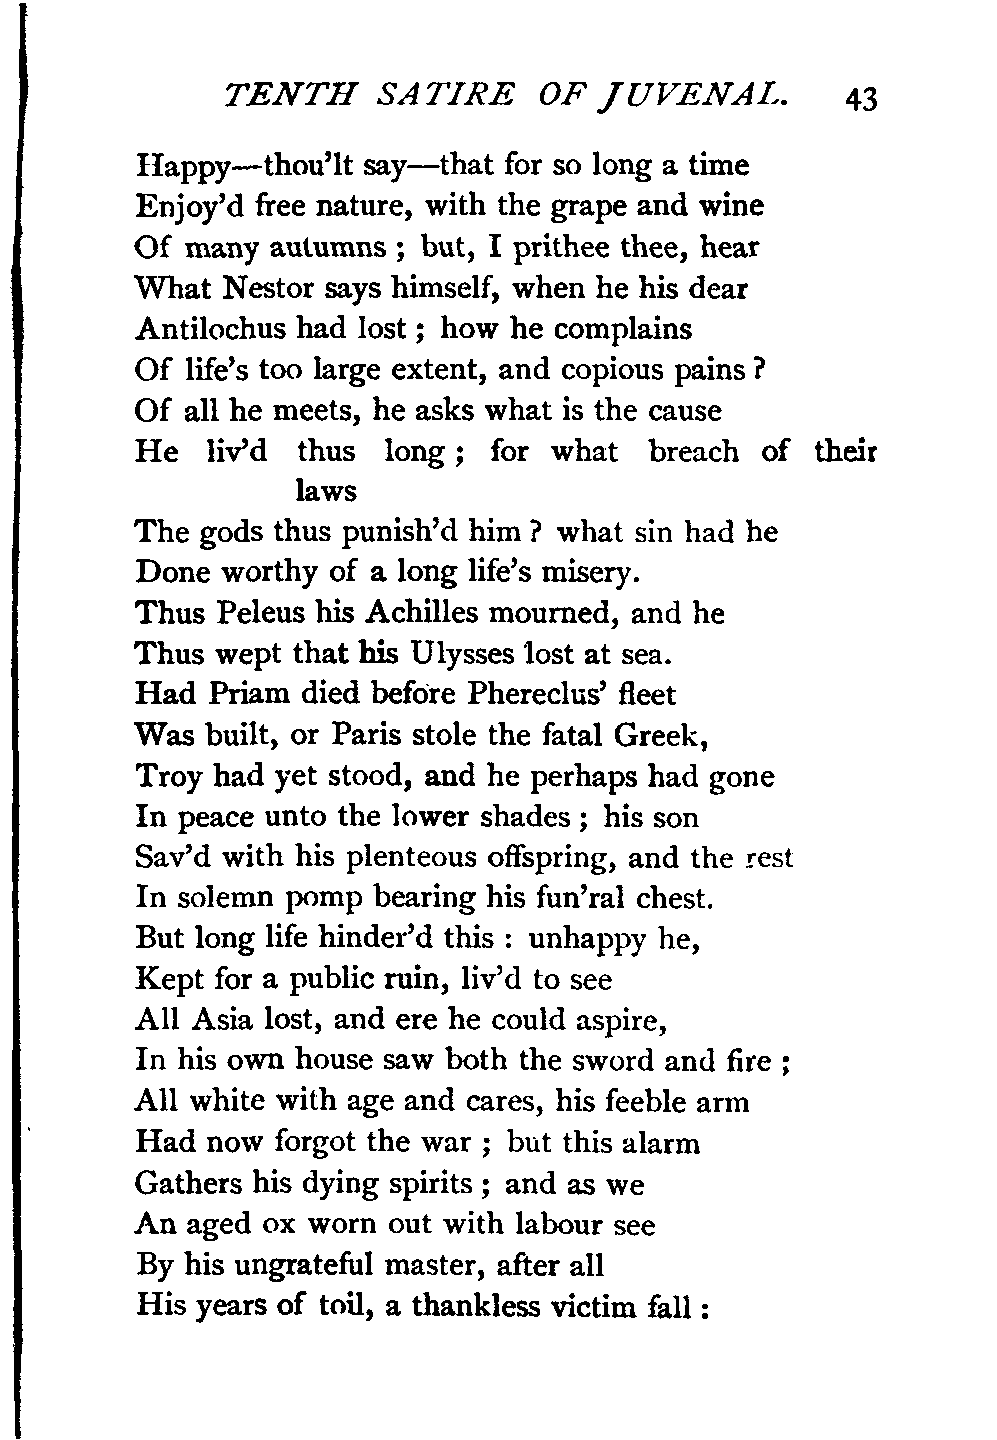 TENTH SATIRE OF JUVENAL. 43
Happy—thou'lt say—that for so long a time
Enjoy'd free nature, with the grape and wine
Of many autumns ; but, I prithee thee, hear
What Nestor says himself, when he his dear
Antilochus had lost ; how he complains
Of life's too large extent, and copious pains ?
Of all he meets, he asks what is the cause
He liv'd thus long ; for what breach of their
laws
The gods thus punish'd him ? what sin had he
Done worthy of a long life's misery.
Thus Peleus his Achilles mourned, and he
Thus wept that his Ulysses lost at sea.
Had Priam died before Phereclus' fleet
Was built, or Paris stole the fatal Greek,
Troy had yet stood, and he perhaps had gone
In peace unto the lower shades ; his son
Sav'd with his plenteous offspring, and the rest
In solemn pomp bearing his fun'ral chest.
But long life hinder'd this : unhappy he,
Kept for a public ruin, liv'd to see
All Asia lost, and ere he could aspire,
In his own house saw both the sword and fire ;
All white with age and cares, his feeble arm
Had now forgot the war ; but this alarm
Gathers his dying spirits ; and as we
An aged ox worn out with labour see
By his ungrateful master, after all
His years of toil, a thankless victim fall :